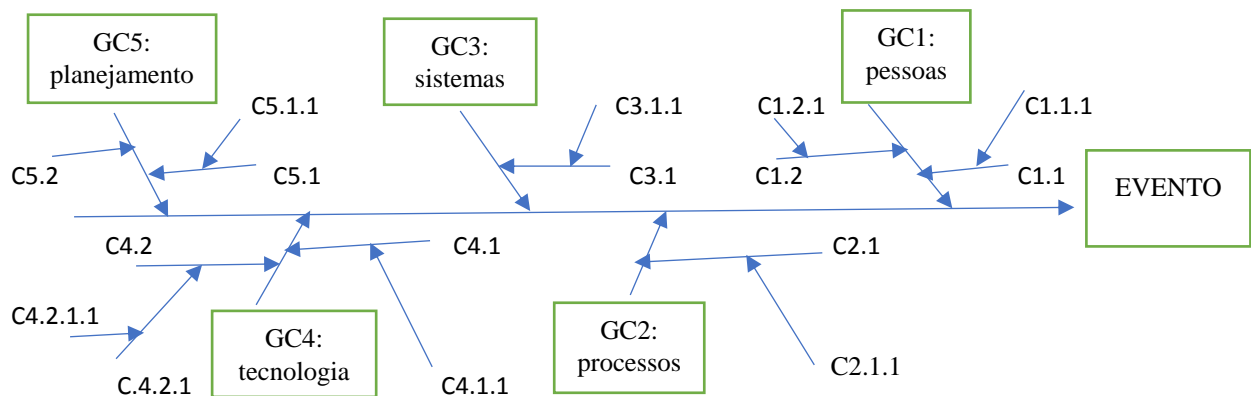 GC5:
planejamento
GC3:
sistemas
GC1:
pessoas
C5.1.1
C3.1.1
C1.2.1
C1.1.1
C5.2
C5.1
C3.1
C1.2
C1.1
EVENTO
C4.2
C4.1
C2.1
C4.2.1.1
GC4:
tecnologia
GC2:
processos
C.4.2.1
C4.1.1
C2.1.1